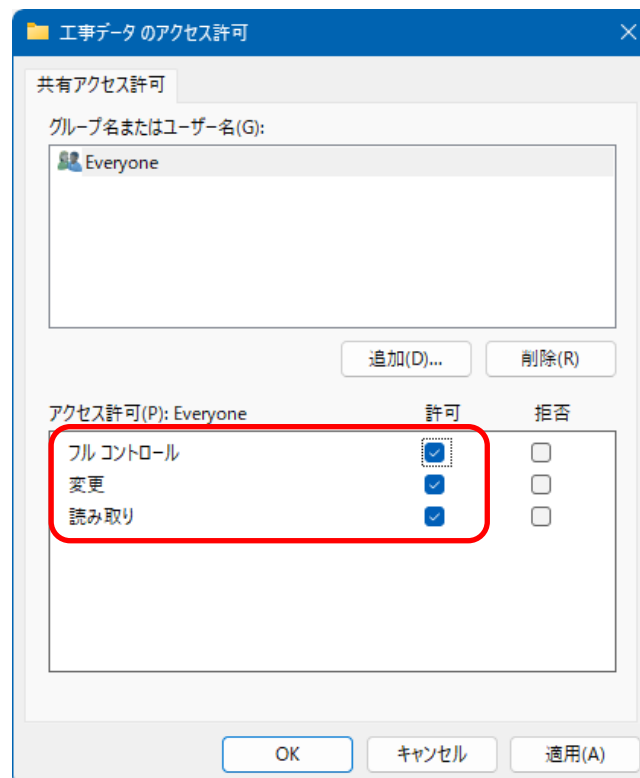 工事データ のアクセス許可
共有アクセス許可
グループ名またはユーザー名(G):
Everyone
追加(D)... 削除(R)
アクセス許可(P): Everyone 許可 拒否
フル コントロール
変更
読み取り
OK キャンセル 適用(A)